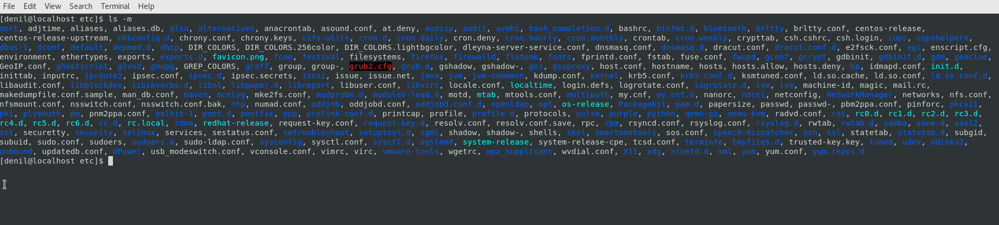 File Edit View Search Terminal Help
[denil@localhost etc]$ ls -m
abrt, adjtime, aliases, aliases.db, alsa, alternatives, anacrontab, asound.conf, at.deny, audisp, audit, avahi, bash_completion.d, bashrc, binfmt.d, bluetooth, brltty, brltty.conf, centos-release,
centos-release-upstream, chkconfig.d, chrony.conf, chrony.keys, cifs-utils, cron.d, cron.daily, cron.deny, cron.hourly, cron.monthly, crontab, cron.weekly, crypttab, csh.cshrc, csh.login, cups, cupshelpers,
dbus-1, dconf, default, depmod.d, dhcp, DIR_COLORS, DIR_COLORS.256color, DIR_COLORS.lightbgcolor, dleyna-server-service.conf, dnsmasq.conf, dnsmasq.d, dracut.conf, dracut.conf.d, e2fsck.conf, egl, enscript.cfg,
environment, ethertypes, exports, exports.d, favicon.png, fcoe, festival, filesystems, firefox, firewalld, flatpak, fonts, fprintd.conf, fstab, fuse.conf, fwupd, gconf, gcrypt, gdbinit, gdbinit.d, gdm, geoclue,
GeoIP.conf, ghostscript, glvnd, gnupg, GREP_COLORS, groff, group, group-, grub2.cfg, grub.d, gshadow, gshadow-, gss, gssproxy, host.conf, hostname, hosts, hosts.allow, hosts.deny, hp, idmapd.conf, init.d,
inittab, inputrc, iproute2, ipsec.conf, ipsec.d, ipsec.secrets, iscsi, issue, issue.net, java, jvm, jvm-commmon, kdump.conf, kernel, krb5.conf, krb5.conf.d, ksmtuned.conf, ld.so.cache, ld.so.conf, ld.so.conf.d,
libaudit.conf, libblockdev, libibverbs.d, libnl, libpaper.d, libreport, libuser.conf, libvirt, locale.conf, localtime, login.defs, logrotate.conf, logrotate.d, lsm, lvm, machine-id, magic, mail.rc,
makedumpfile.conf.sample, man_db.conf, maven, mcelog, mke2fs.conf, modprobe.d, modules-load.d, motd, mtab, mtools.conf, multipath, my.cnf, my.cnf.d, nanorc, ndctl, netconfig, NetworkManager, networks, nfs.conf,
nfsmount.conf, nsswitch.conf, nsswitch.conf.bak, ntp, numad.conf, oddjob, oddjobd.conf, oddjobd.conf.d, openldap, opt, os-release, PackageKit, pam.d, papersize, passwd, passwd-, pbm2ppa.conf, pinforc, pkcs11,
pki, plymouth, pm, pnm2ppa.conf, polkit-1, popt.d, postfix, ppp, prelink.conf.d, printcap, profile, profile.d, protocols, pulse, purple, python, qemu-ga, qemu-kvm, radvd.conf, ras, rc0.d, rc1.d, rc2.d, rc3.d,
rc4.d, rc5.d, rc6.d, rc.d, rc.local, rdma, redhat-release, request-key.conf, request-key.d, resolv.conf, resolv.conf.save, rpc, rpm, rsyncd.conf, rsyslog.conf, rsyslog.d, rwtab, rwtab.d, samba, sane.d, sasl2,
scl, securetty, security, selinux, services, sestatus.conf, setroubleshoot, setuptool.d, sgml, shadow, shadow-, shells, skel, smartmontools, sos.conf, speech-dispatcher, ssh, ssl, statetab, statetab.d, subgid,
subuid, sudo.conf, sudoers, sudoers.d, sudo-ldap.conf, sysconfig, sysctl.conf, sysctl.d, systemd, system-release, system-release-cpe, tcsd.conf, terminfo, tmpfiles.d, trusted-key.key, tuned, udev, udisks2,
unbound, updatedb.conf, UPower, usb_modeswitch.conf, vconsole.conf, vimrc, virc, vmware-tools, wgetrc, wpa_supplicant, wvdial.conf, X11, xdg, xinetd.d, xml, yum, yum.conf, yum.repos.d
[denil@localhost etc]$